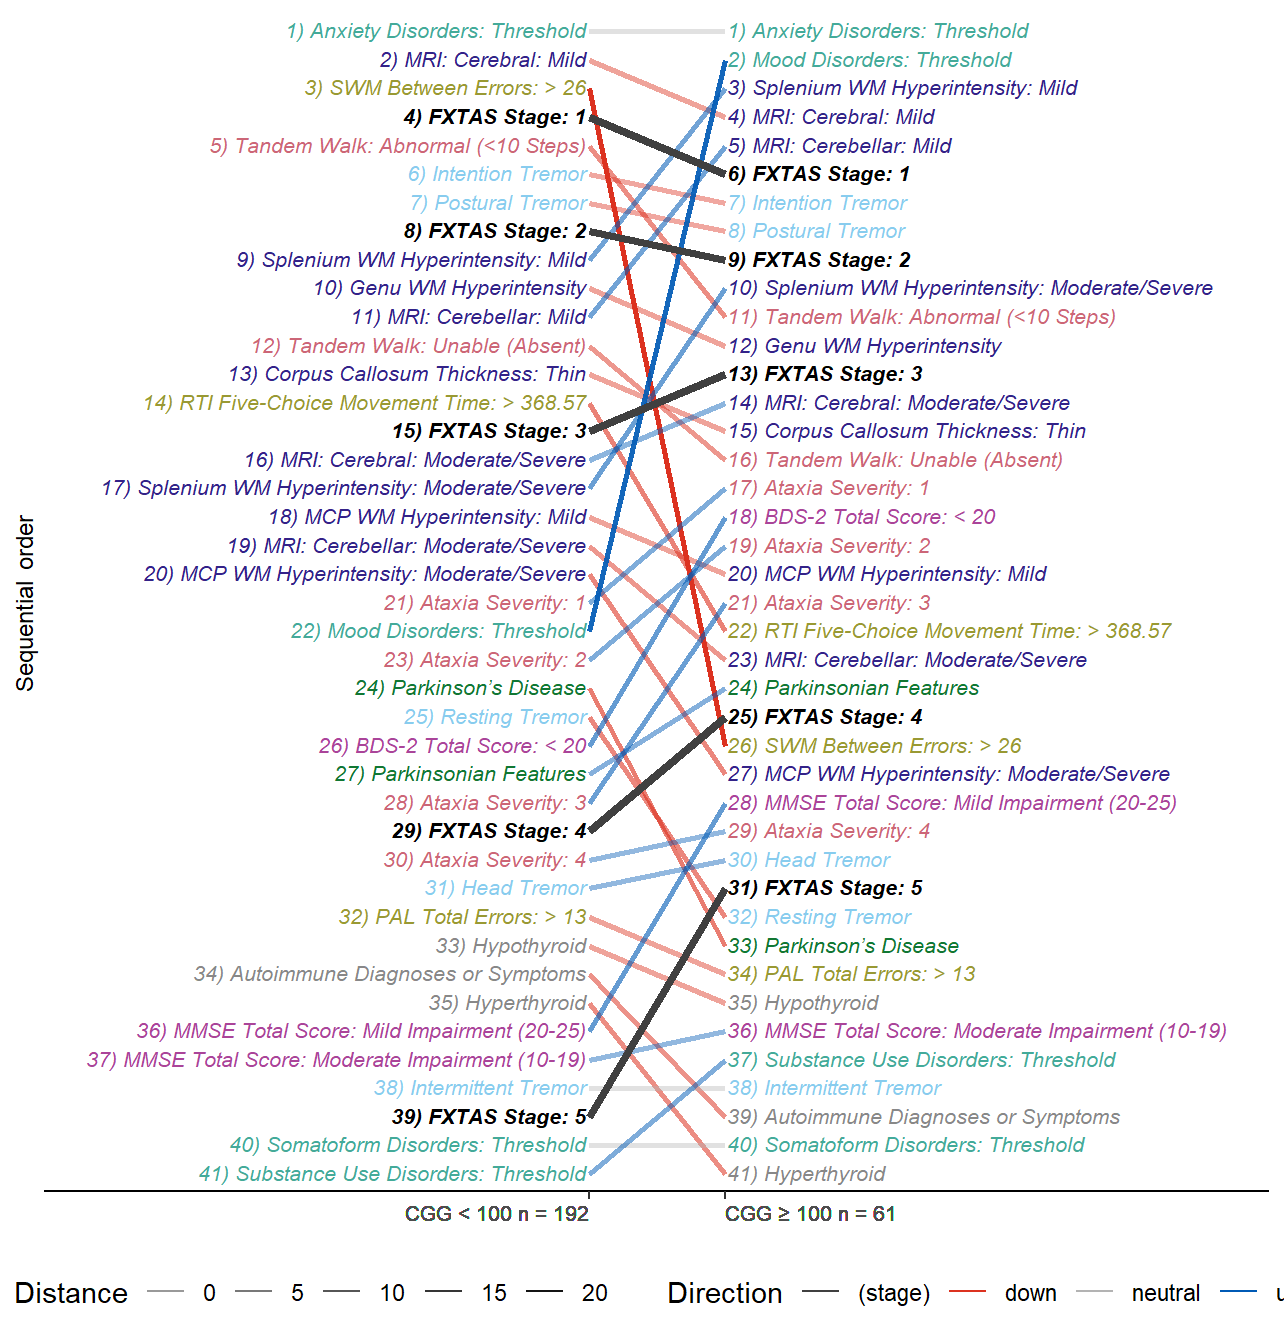 1) Anxiety Disorders: Threshold
2) MRI: Cerebral: Mild
3) SWM Between Errors: > 26
4) FXTAS Stage: 1
5) Tandem Walk: Abnormal (<10 Steps)
6) Intention Tremor
7) Postural Tremor
8) FXTAS Stage: 2
9) Splenium WM Hyperintensity: Mild
10) Genu WM Hyperintensity
11) MRI: Cerebellar: Mild
12) Tandem Walk: Unable (Absent)
13) Corpus Callosum Thickness: Thin
14) RTI Five-Choice Movement Time: > 368.57
15) FXTAS Stage: 3
16) MRI: Cerebral: Moderate/Severe
17) Splenium WM Hyperintensity: Moderate/Severe
18) MCP WM Hyperintensity: Mild
19) MRI: Cerebellar: Moderate/Severe
20) MCP WM Hyperintensity: Moderate/Severe
21) Ataxia Severity: 1
22) Mood Disorders: Threshold
23) Ataxia Severity: 2
24) Parkinson's Disease
25) Resting Tremor
26) BDS-2 Total Score: < 20
27) Parkinsonian Features
28) Ataxia Severity: 3
29) FXTAS Stage: 4
30) Ataxia Severity: 4
31) Head Tremor
32) PAL Total Errors: > 13
33) Hypothyroid
34) Autoimmune Diagnoses or Symptoms
35) Hyperthyroid
36) MMSE Total Score: Mild Impairment (20-25)
37) MMSE Total Score: Moderate Impairment (10-19)
38) Intermittent Tremor
39) FXTAS Stage: 5
40) Somatoform Disorders: Threshold
41) Substance Use Disorders: Threshold
1) Anxiety Disorders: Threshold
2) Mood Disorders: Threshold
3) Splenium WM Hyperintensity: Mild
4) MRI: Cerebral: Mild
5) MRI: Cerebellar: Mild
6) FXTAS Stage: 1
7) Intention Tremor
8) Postural Tremor
9) FXTAS Stage: 2
10) Splenium WM Hyperintensity: Moderate/Severe
11) Tandem Walk: Abnormal (<10 Steps)
12) Genu WM Hyperintensity
13) FXTAS Stage: 3
14) MRI: Cerebral: Moderate/Severe
15) Corpus Callosum Thickness: Thin
16) Tandem Walk: Unable (Absent)
17) Ataxia Severity: 1
18) BDS-2 Total Score: < 20
19) Ataxia Severity: 2
20) MCP WM Hyperintensity: Mild
21) Ataxia Severity: 3
22) RTI Five-Choice Movement Time: > 368.57
23) MRI: Cerebellar: Moderate/Severe
24) Parkinsonian Features
25) FXTAS Stage: 4
26) SWM Between Errors: > 26
27) MCP WM Hyperintensity: Moderate/Severe
28) MMSE Total Score: Mild Impairment (20-25)
29) Ataxia Severity: 4
30) Head Tremor
31) FXTAS Stage: 5
32) Resting Tremor
33) Parkinson's Disease
34) PAL Total Errors: > 13
35) Hypothyroid
36) MMSE Total Score: Moderate Impairment (10-19)
37) Substance Use Disorders: Threshold
38) Intermittent Tremor
39) Autoimmune Diagnoses or Symptoms
40) Somatoform Disorders: Threshold
41) Hyperthyroid
Sequential order
CGG < 100 n = 192
CGG ≥ 100 n = 61
Distance 0 5 10 15 20
Direction (stage) down neutral